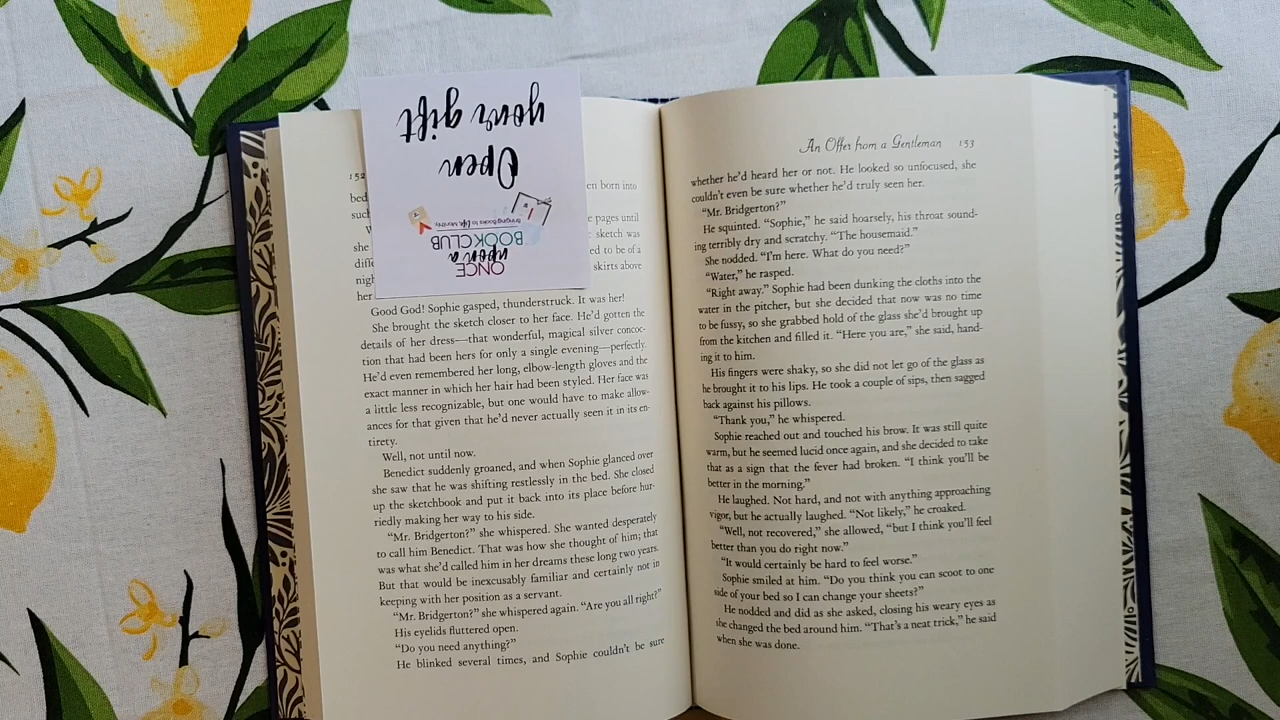 152
bed
such
W
she
diffe
nigh
her
en born into
e pages until
sketch was
ed to be of a
skirts above
Open
your gift
ONCE
upon a
BOOK CLUB
Bringing Books to Life Monthly
Good God! Sophie gasped, thunderstruck. It was her!
She brought the sketch closer to her face. He'd gotten the
details of her dress—that wonderful, magical silver concoc-
tion that had been hers for only a single evening—perfectly.
He'd even remembered her long, elbow-length gloves and the
exact manner in which her hair had been styled. Her face was
a little less recognizable, but one would have to make allow-
ances for that given that he'd never actually seen it in its en-
tirety.
Well, not until now.
Benedict suddenly groaned, and when Sophie glanced over
she saw that he was shifting restlessly in the bed. She closed
up the sketchbook and put it back into its place before hur-
riedly making her way to his side.
“Mr. Bridgerton?” she whispered. She wanted desperately
to call him Benedict. That was how she thought of him; that
was what she'd called him in her dreams these long two years.
But that would be inexcusably familiar and certainly not in
keeping with her position as a servant.
“Mr. Bridgerton?” she whispered again. “Are you all right?”
His eyelids fluttered open.
“Do you need anything?”
He blinked several times, and Sophie couldn't be sure
An Offer from a Gentleman 153
whether he'd heard her or not. He looked so unfocused, she
couldn't even be sure whether he'd truly seen her.
“Mr. Bridgerton?”
He squinted. “Sophie,” he said hoarsely, his throat sound-
ing terribly dry and scratchy. “The housemaid.”
She nodded. “I'm here. What do you need?”
“Water,” he rasped.
“Right away.” Sophie had been dunking the cloths into the
water in the pitcher, but she decided that now was no time
to be fussy, so she grabbed hold of the glass she'd brought up
from the kitchen and filled it. “Here you are,” she said, hand-
ing it to him.
His fingers were shaky, so she did not let go of the glass as
he brought it to his lips. He took a couple of sips, then sagged
back against his pillows.
“Thank you,” he whispered.
Sophie reached out and touched his brow. It was still quite
warm, but he seemed lucid once again, and she decided to take
that as a sign that the fever had broken. “I think you'll be
better in the morning.”
He laughed. Not hard, and not with anything approaching
vigor, but he actually laughed. “Not likely,” he croaked.
“Well, not recovered,” she allowed, “but I think you'll feel
better than you do right now.”
“It would certainly be hard to feel worse.”
Sophie smiled at him. “Do you think you can scoot to one
side of your bed so I can change your sheets?”
He nodded and did as she asked, closing his weary eyes as
she changed the bed around him. “That's a neat trick,” he said
when she was done.